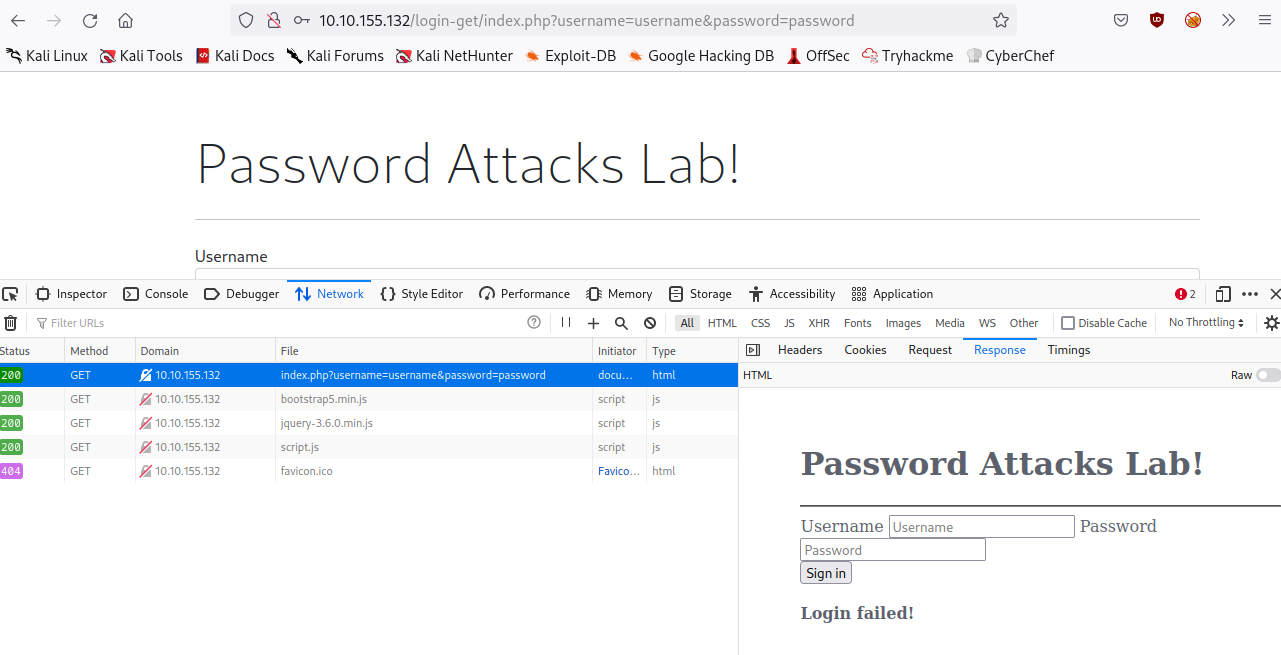 10.10.155.132/login-get/index.php?username=username&password=password
Kali Linux Kali Tools Kali Docs Kali Forums Kali NetHunter Exploit-DB Google Hacking DB OffSec Tryhackme CyberChef
Password Attacks Lab!
Username
Inspector Console Debugger Network Style Editor Performance Memory Storage Accessibility Application 2
Filter URLs All HTML CSS JS XHR Fonts Images Media WS Other Disable Cache No Throttling
Status Method Domain File Initiator Type Headers Cookies Request Response Timings
200 GET 10.10.155.132 index.php?username=username&password=password docu... html
HTML Raw
200 GET 10.10.155.132 bootstrap5.min.js script js
200 GET 10.10.155.132 jquery-3.6.0.min.js script js
200 GET 10.10.155.132 script.js script js
404 GET 10.10.155.132 favicon.ico Favico... html
Password Attacks Lab!
Username Username Password
Password
Sign in
Login failed!